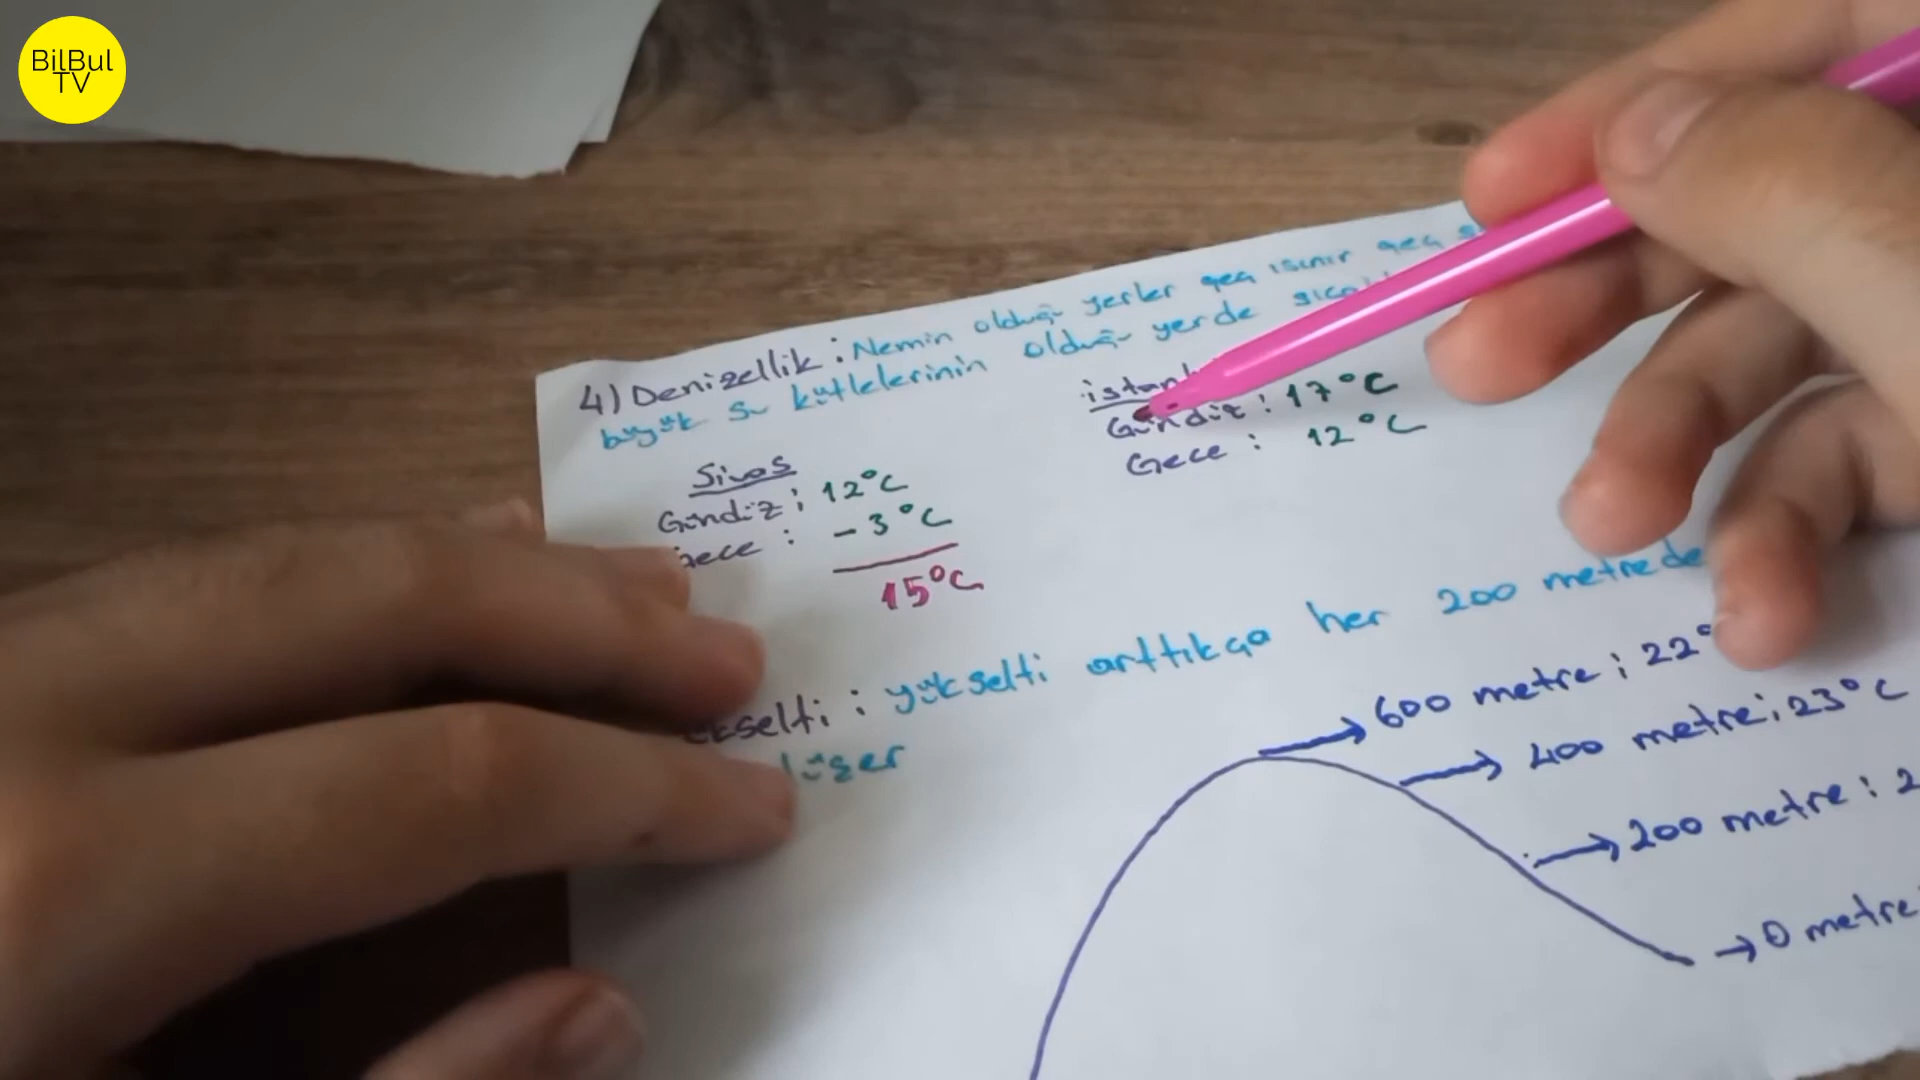 BilBul
TV
4) Denizellik : Nemin olduğu yerler geç ısınır geç
büyük su kütlelerinin olduğu yerde
Sivas
Gündüz : 12°C
Gece : -3°C
15°C
Gündüz : 17°C
Gece : 12°C
yükselti arttıkça her 200 metrede
600 metre : 22°
400 metre : 23°C
200 metre :
0 metre